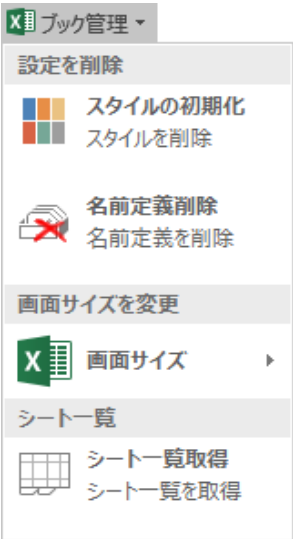 ブック管理
設定を削除
スタイルの初期化
スタイルを削除
名前定義削除
名前定義を削除
画面サイズを変更
画面サイズ
シート一覧
シート一覧取得
シート一覧を取得